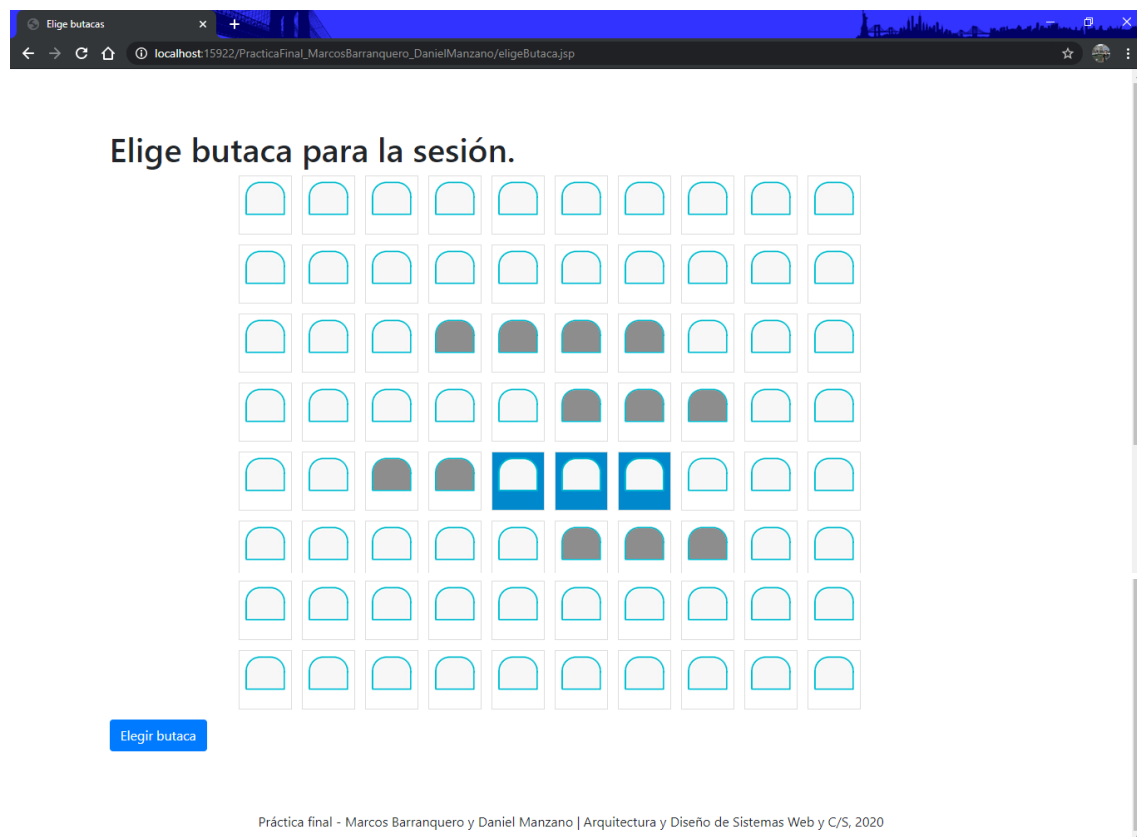 Elige butacas
localhost:15922/PracticaFinal_MarcosBarranquero_DanielManzano/eligeButaca.jsp
Elige butaca para la sesión.
Elegir butaca
Práctica final - Marcos Barranquero y Daniel Manzano | Arquitectura y Diseño de Sistemas Web y C/S, 2020